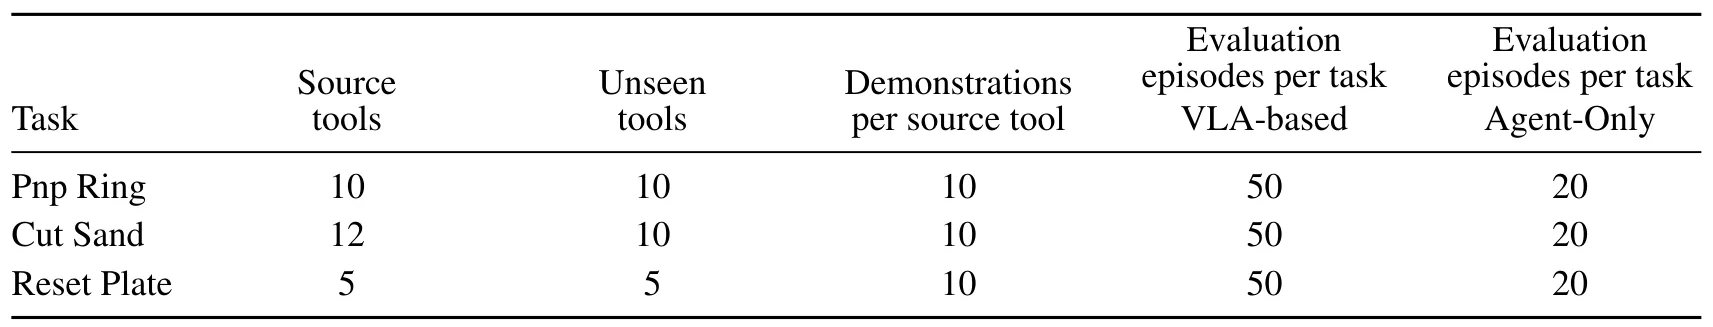 Task Source tools Unseen tools Demonstrations per source tool Evaluation episodes per task VLA-based Evaluation episodes per task Agent-Only
Pnp Ring 10 10 10 50 20
Cut Sand 12 10 10 50 20
Reset Plate 5 5 10 50 20